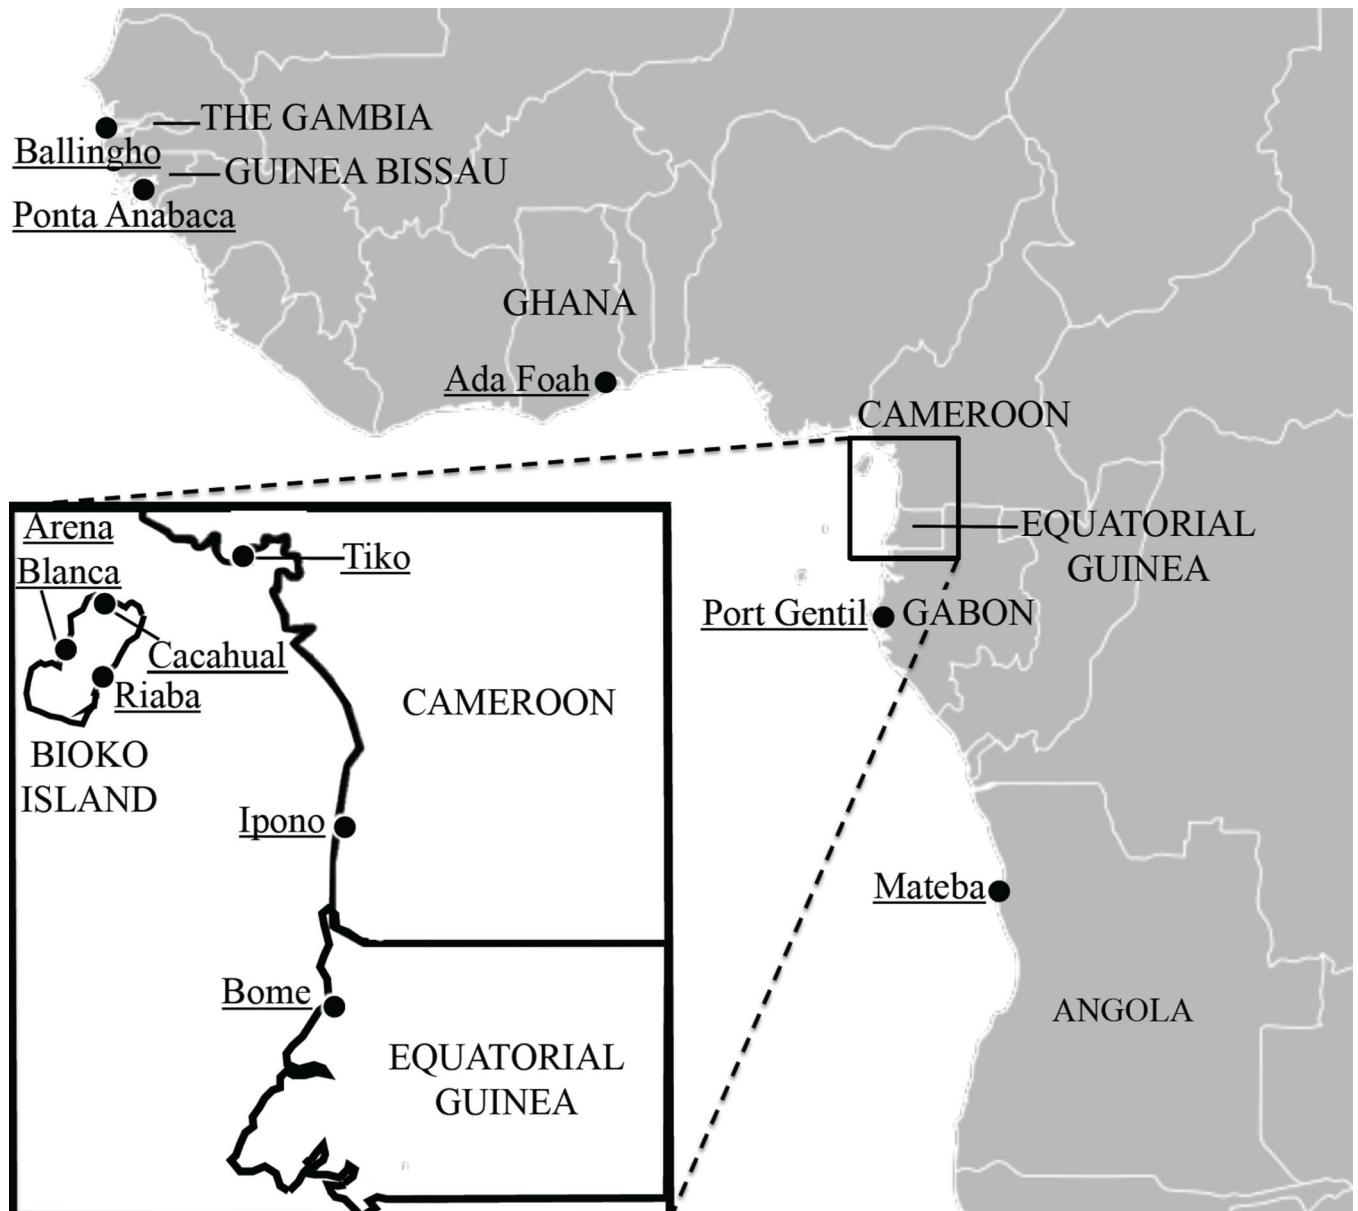 THE GAMBIA
Ballingho
GUINEA BISSAU
Ponta Anabaca
GHANA
Ada Foah
CAMEROON
EQUATORIAL
GUINEA
Port Gentil
GABON
Mateba
ANGOLA
Arena
Blanca
Tiko
Cacahual
Riaba
BIOKO
ISLAND
CAMEROON
Ipono
Bome
EQUATORIAL
GUINEA